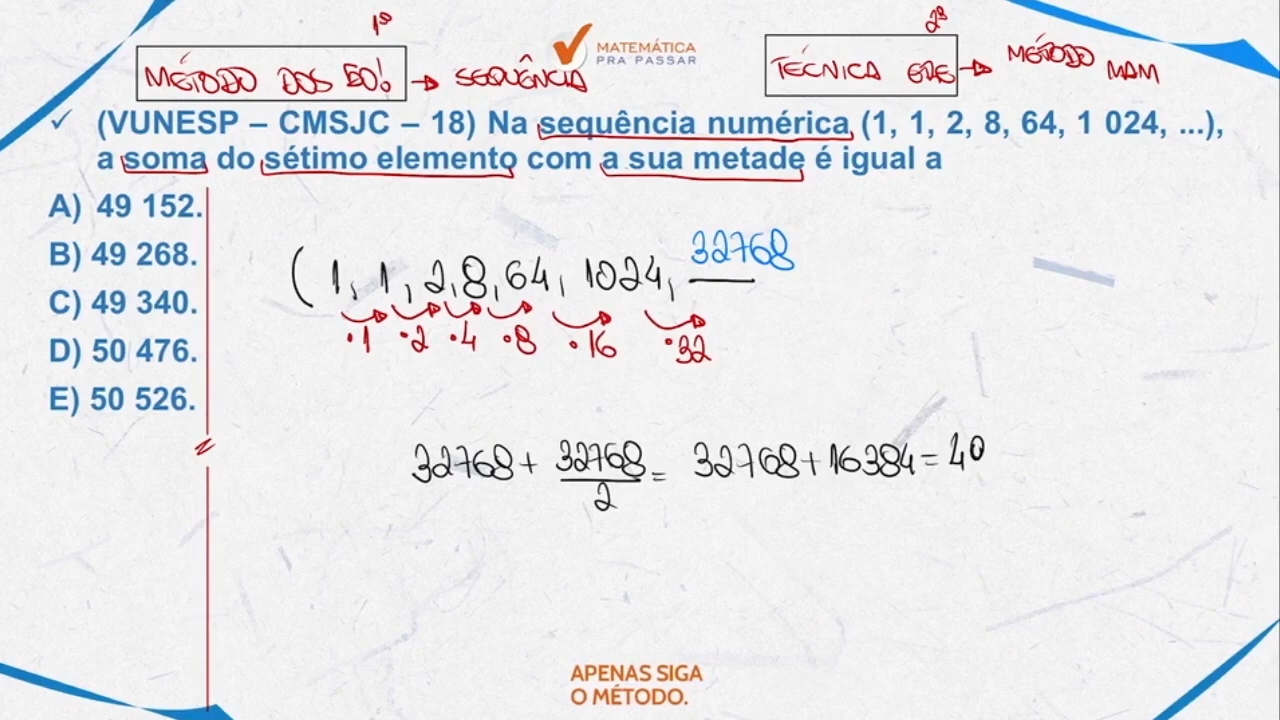 1º
2º
MATEMÁTICA
PRA PASSAR
MÉTODO DOS 50! → SEQUÊNCIA
TÉCNICA → MÉTODO MAM
✓ (VUNESP – CMSJC – 18) Na sequência numérica (1, 1, 2, 8, 64, 1 024, ...),
a soma do sétimo elemento com a sua metade é igual a
A) 49 152.
B) 49 268.
C) 49 340.
D) 50 476.
E) 50 526.
32768
( 1, 1, 2, 8, 64, 1024, __
·1 ·2 ·4 ·8 ·16 ·32
32768 + 32768/2 = 32768 + 16384 = 40
APENAS SIGA
O MÉTODO.